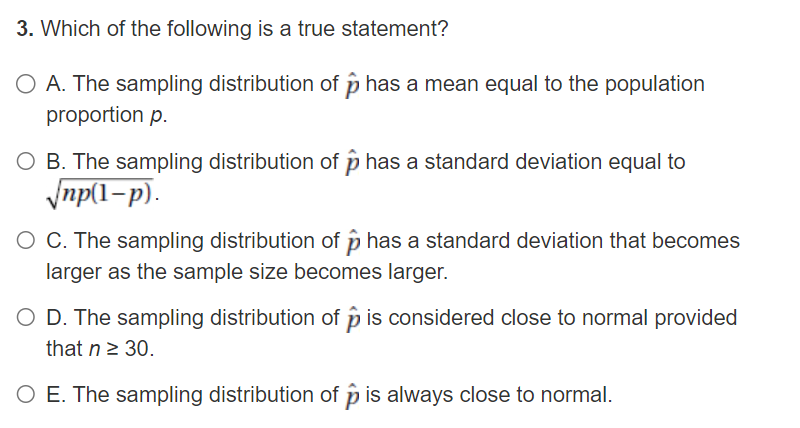 3. Which of the following is a true statement?
A. The sampling distribution of p̂ has a mean equal to the population
proportion p.
B. The sampling distribution of p̂ has a standard deviation equal to
√np(1−p).
C. The sampling distribution of p̂ has a standard deviation that becomes
larger as the sample size becomes larger.
D. The sampling distribution of p̂ is considered close to normal provided
that n ≥ 30.
E. The sampling distribution of p̂ is always close to normal.